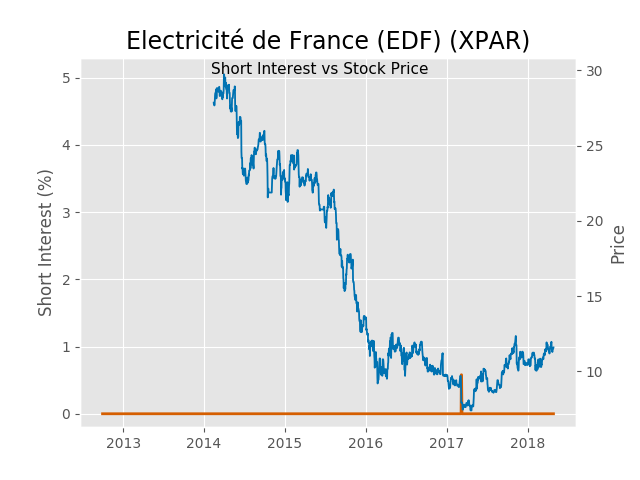 Electricité de France (EDF) (XPAR)
Short Interest vs Stock Price
Short Interest (%)
5
4
3
2
1
0
30
25
20
15
10
Price
2013 2014 2015 2016 2017 2018